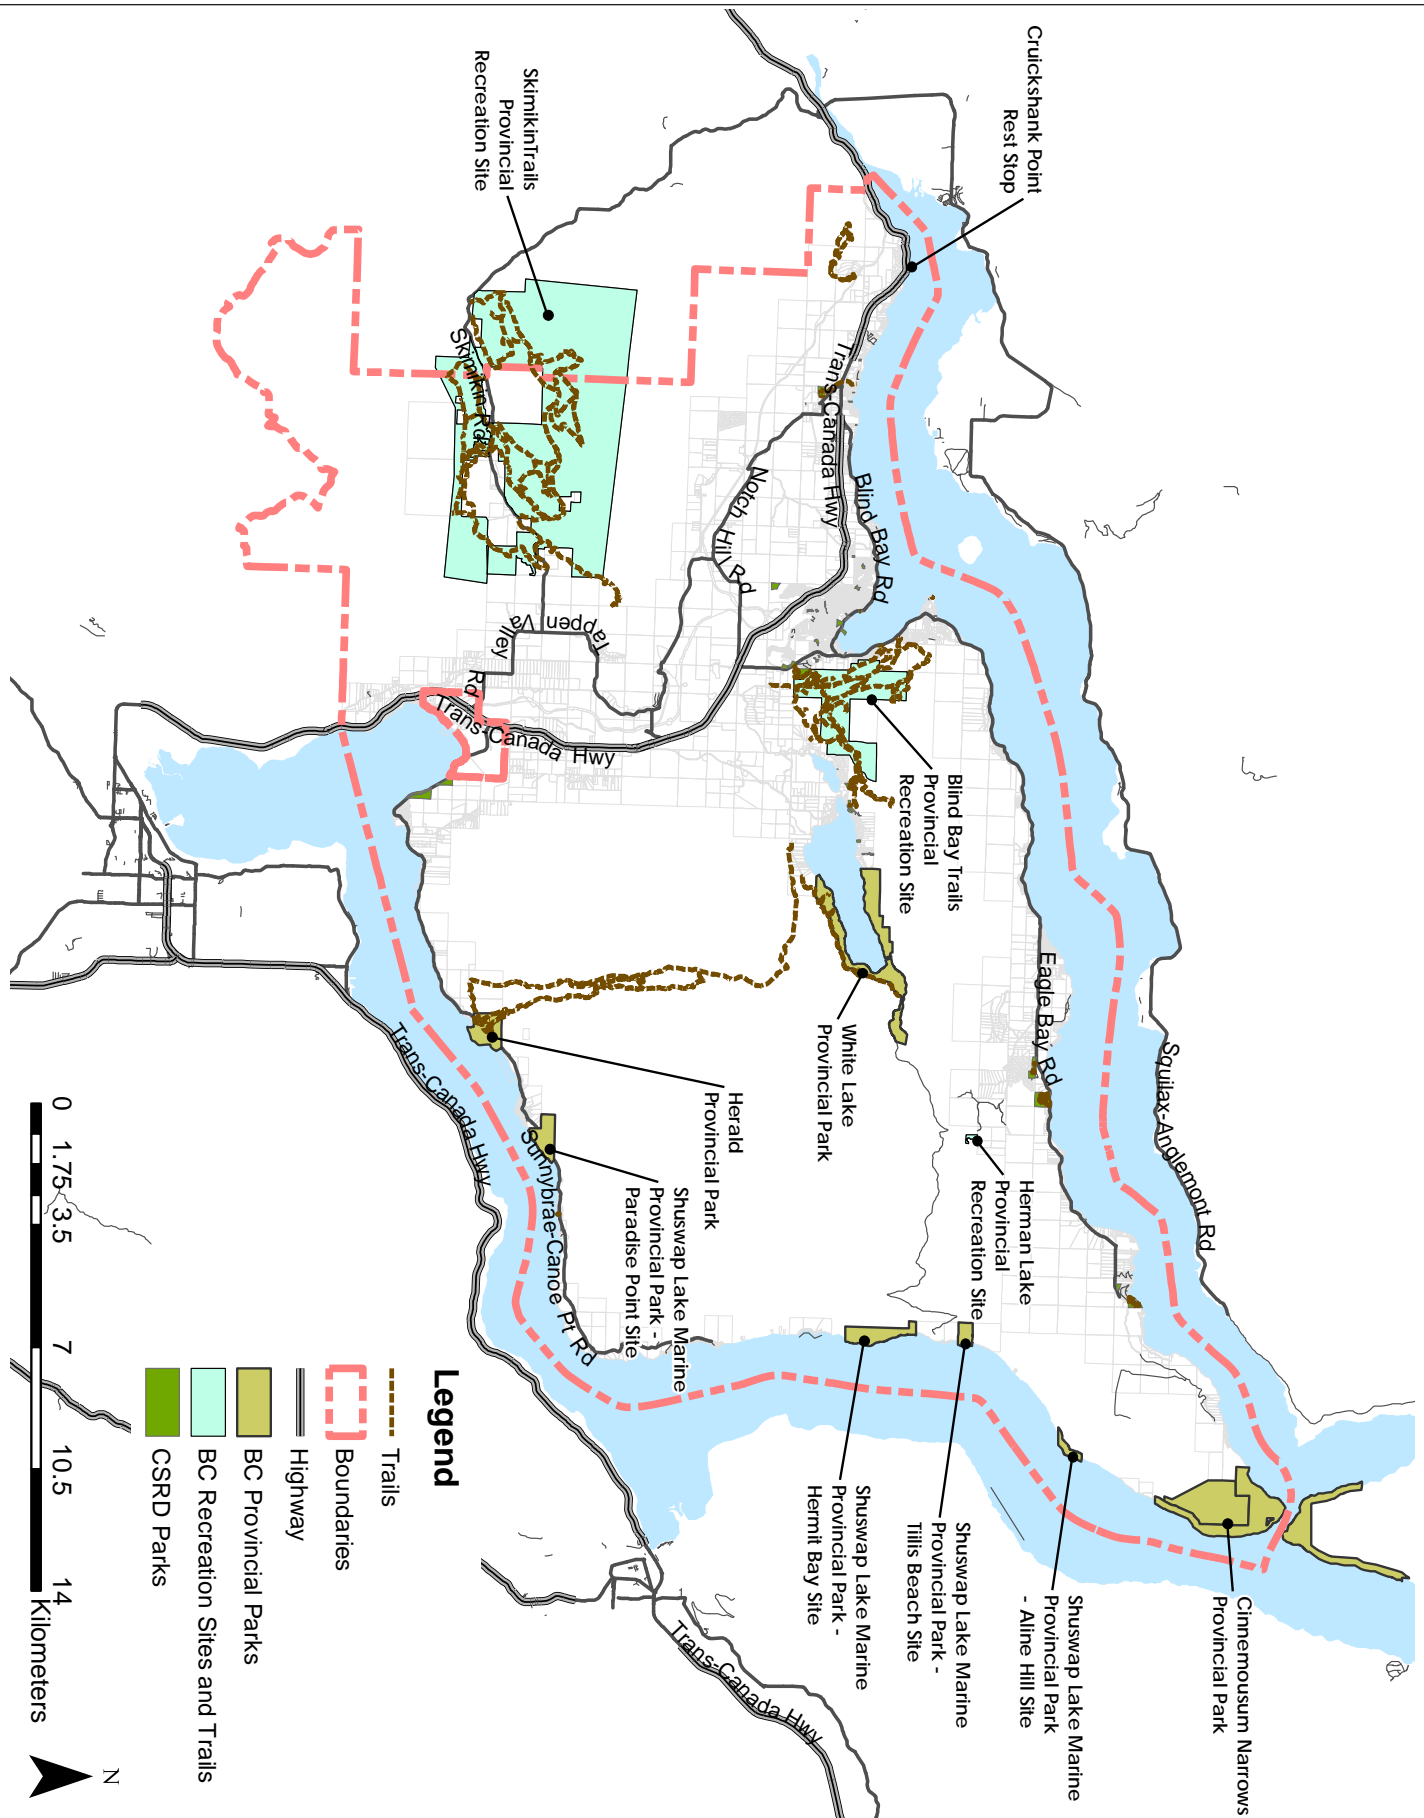 Cruickshank Point
Rest Stop
SkimikinTrails
Provincial
Recreation Site
Skimikin Rd
Trans-Canada Hwy
Blind Bay Rd
Notch Hill Rd
Tappen Valley Rd
Trans-Canada Hwy
Blind Bay Trails
Provincial
Recreation Site
White Lake
Provincial Park
Eagle Bay Rd
Squilax-Anglemont Rd
Herman Lake
Provincial
Recreation Site
Herald
Provincial Park
Shuswap Lake Marine
Provincial Park -
Paradise Point Site
Sunnybrae-Canoe Pt Rd
Trans-Canada Hwy
Cinnemousum Narrows
Provincial Park
Shuswap Lake Marine
Provincial Park
- Aline Hill Site
Shuswap Lake Marine
Provincial Park -
Tillis Beach Site
Shuswap Lake Marine
Provincial Park -
Hermit Bay Site
Trans-Canada Hwy
Legend
Trails
Boundaries
Highway
BC Provincial Parks
BC Recreation Sites and Trails
CSRD Parks
0 1.75 3.5 7 10.5 14
Kilometers
N